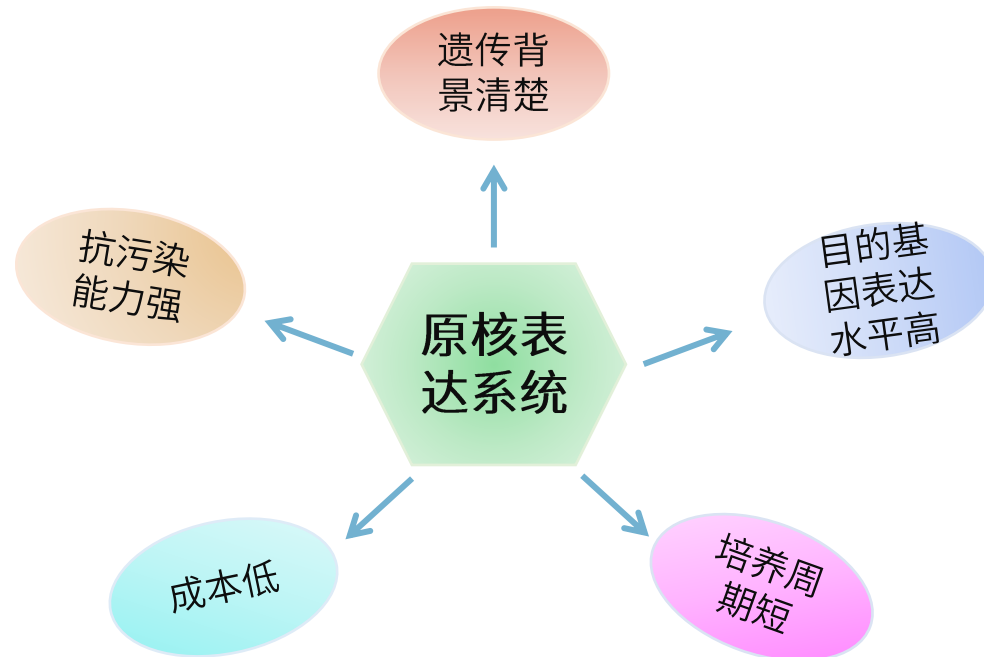 遗传背
景清楚
抗污染
能力强
目的基
因表达
水平高
原核表
达系统
成本低
培养周
期短